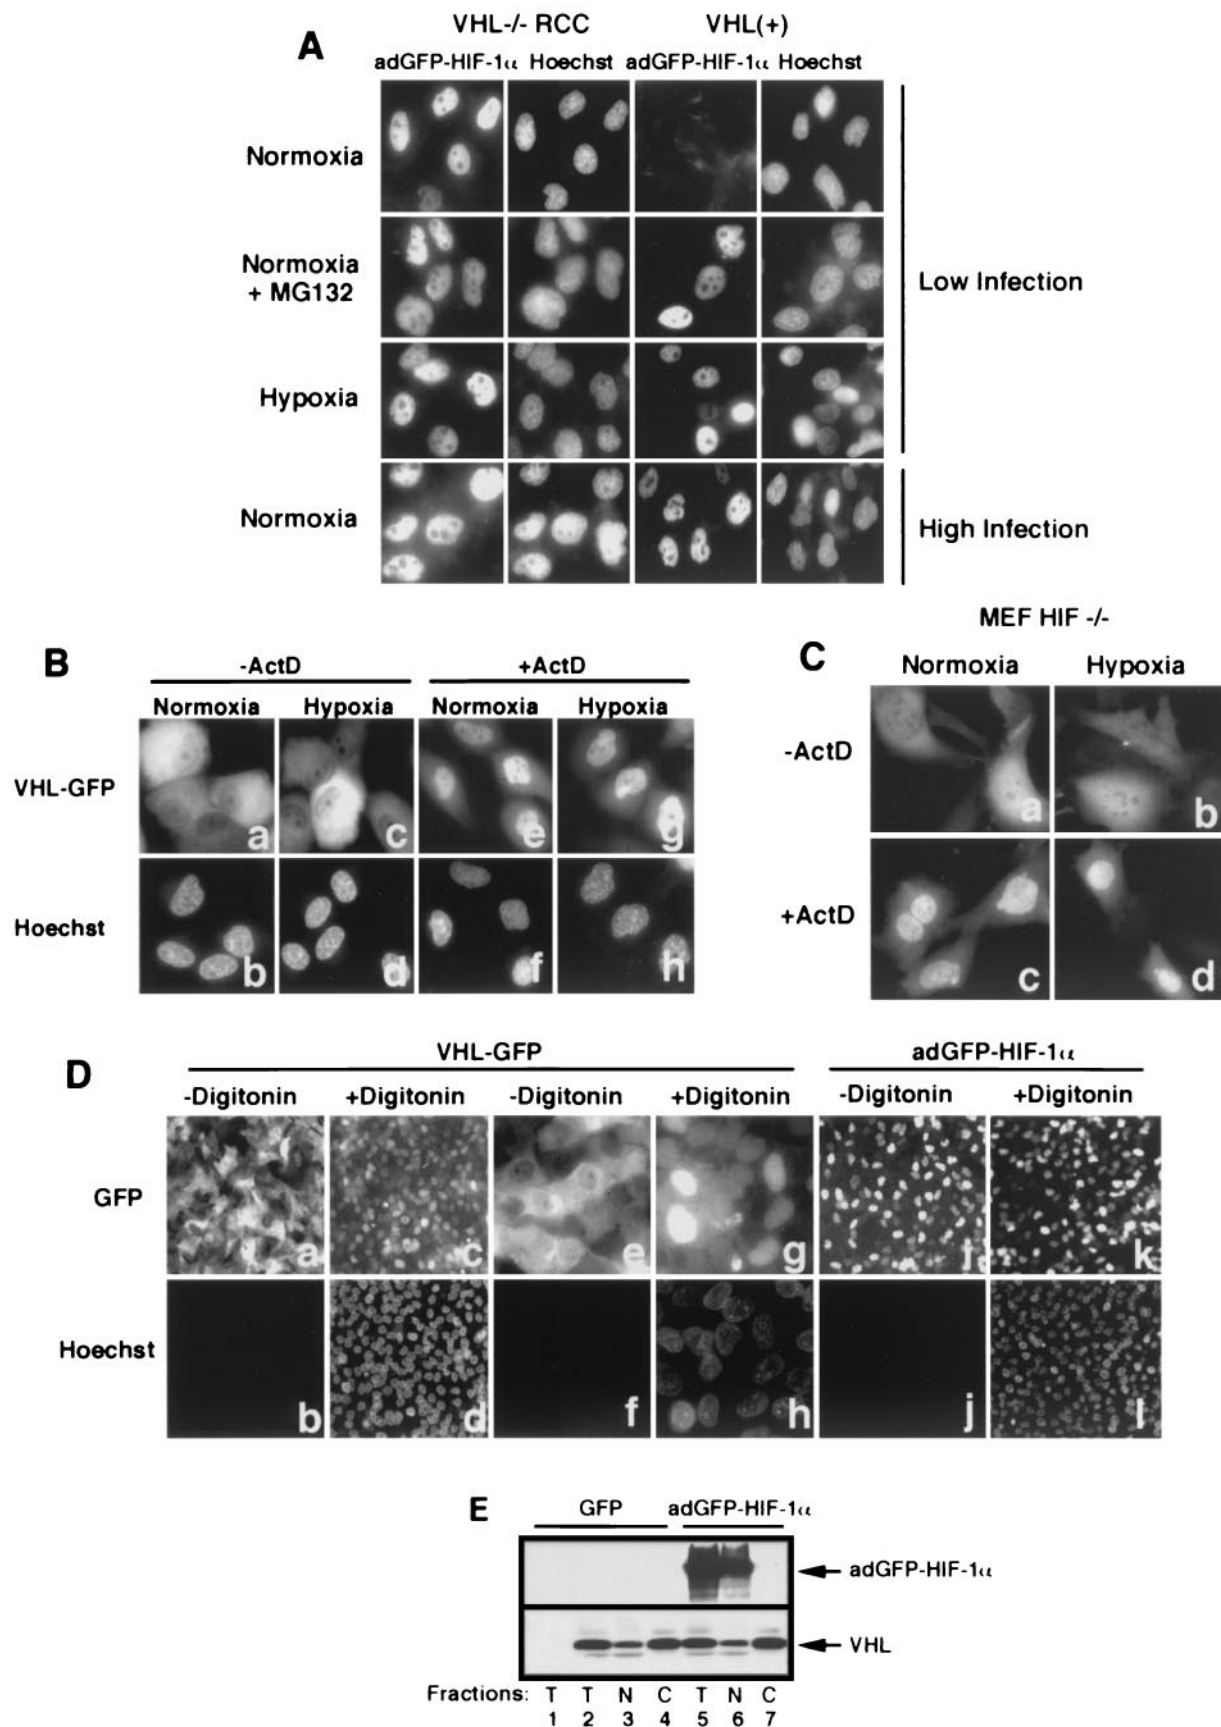 A
VHL-/- RCC VHL(+)
adGFP-HIF-1α Hoechst adGFP-HIF-1α Hoechst
Normoxia
Normoxia
+ MG132
Low Infection
Hypoxia
Normoxia
High Infection
B
-ActD +ActD
Normoxia Hypoxia Normoxia Hypoxia
VHL-GFP
a c e g
Hoechst
b d f h
MEF HIF -/-
C
Normoxia Hypoxia
-ActD
a b
+ActD
c d
D
VHL-GFP adGFP-HIF-1α
-Digitonin +Digitonin -Digitonin +Digitonin -Digitonin +Digitonin
GFP
a c e g i k
Hoechst
b d f h j l
E
GFP adGFP-HIF-1α
adGFP-HIF-1α
VHL
Fractions: T T N C T N C
1 2 3 4 5 6 7